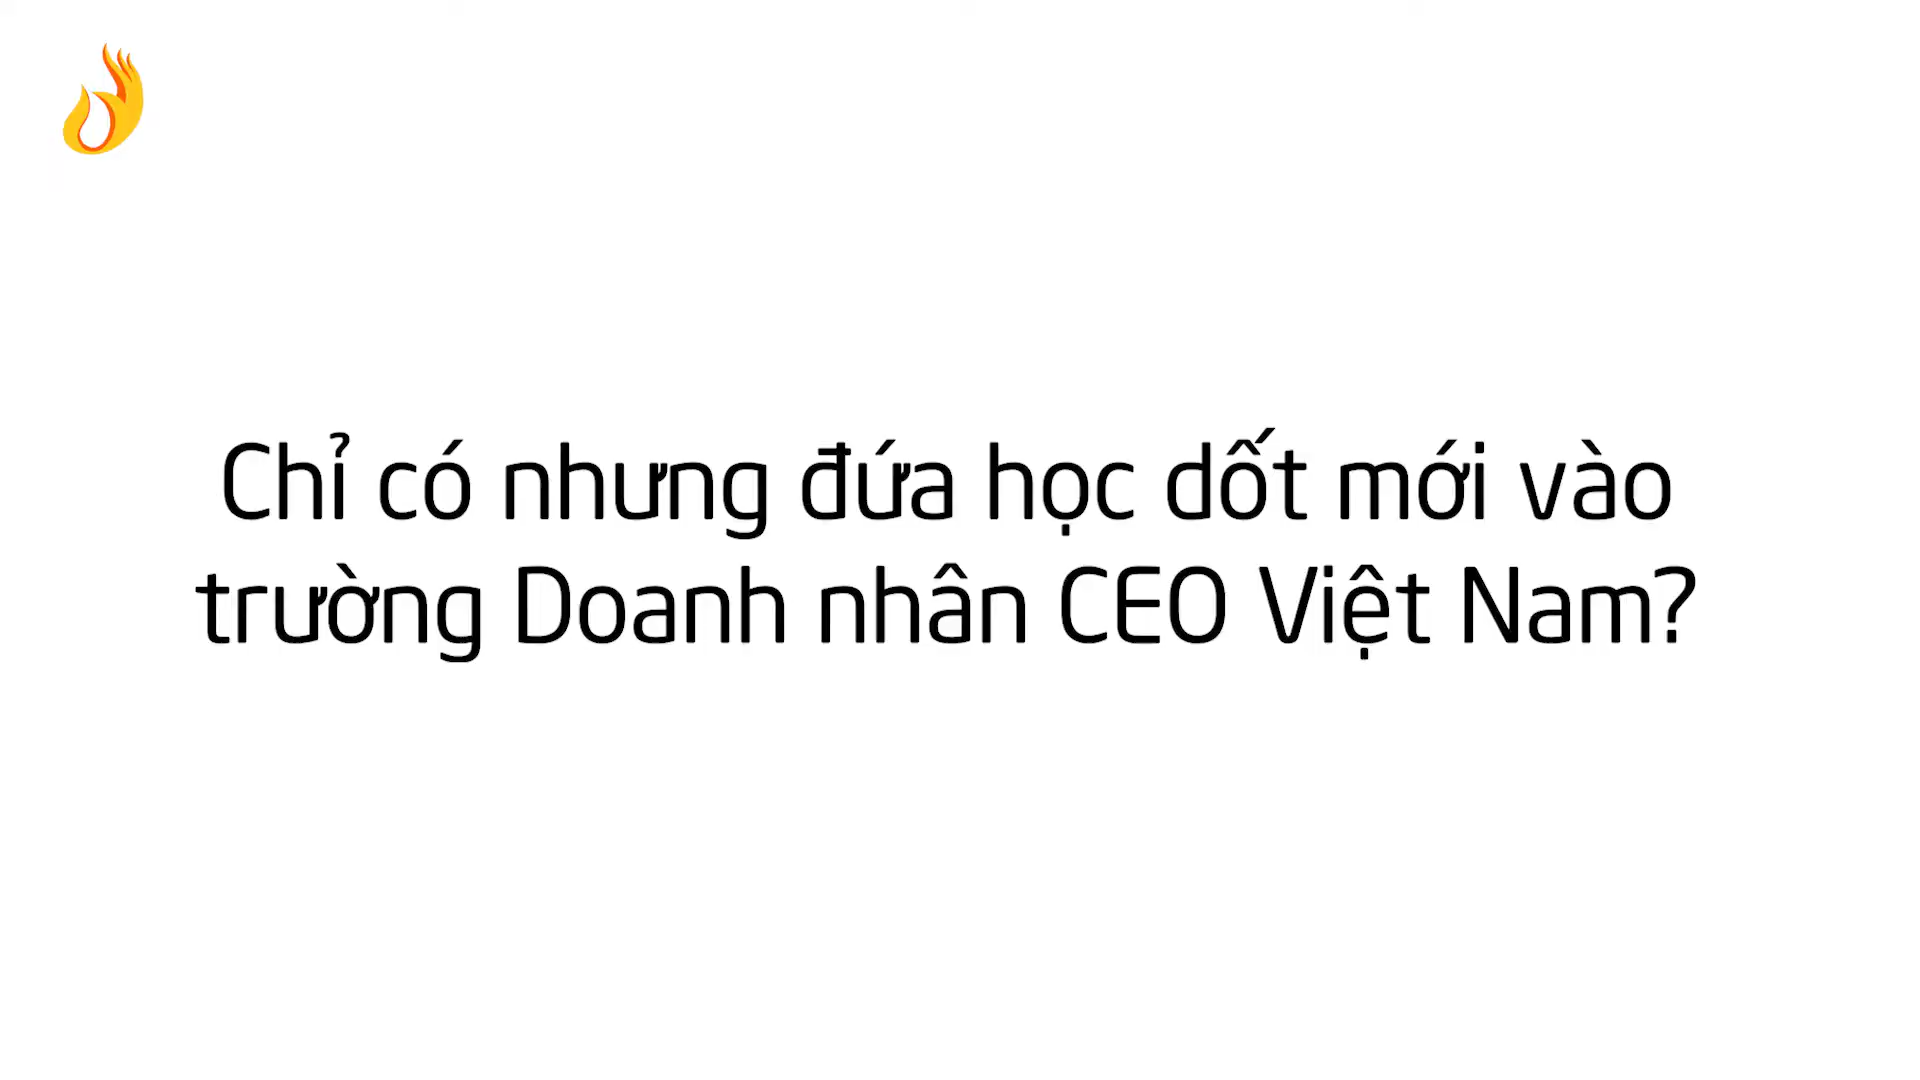 Chỉ có nhưng đứa học dốt mới vào
trường Doanh nhân CEO Việt Nam?